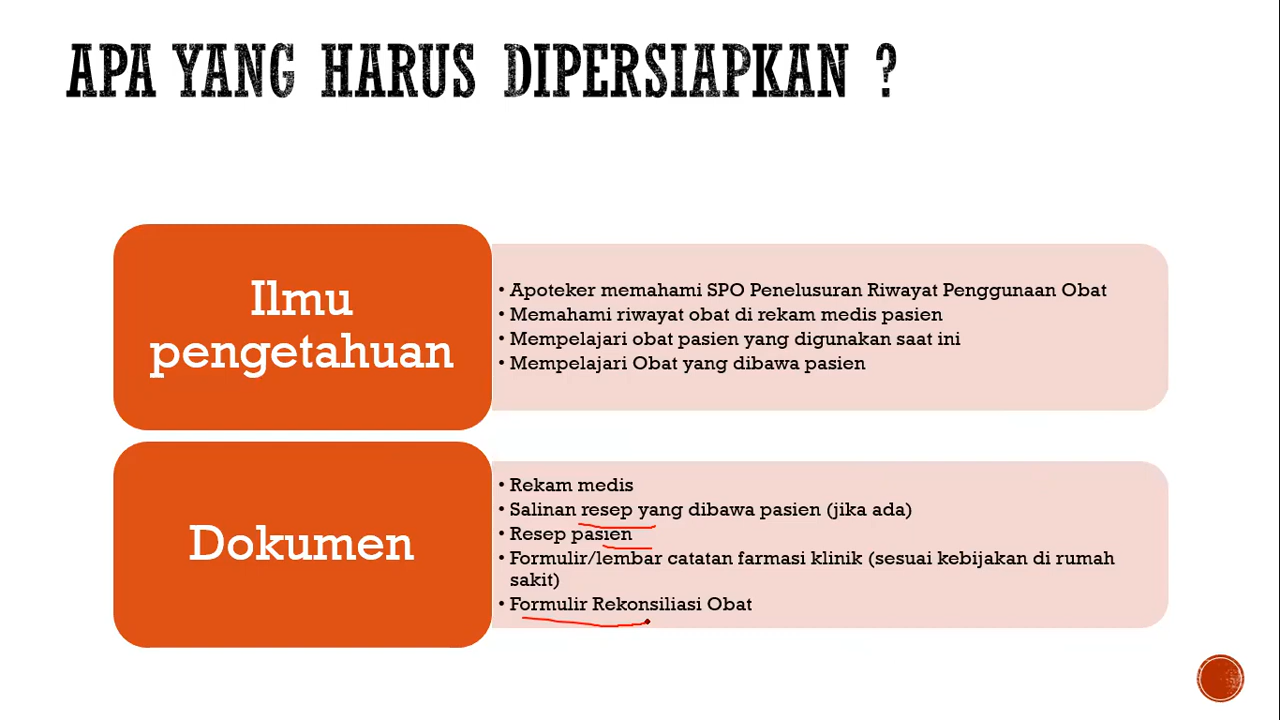 APA YANG HARUS DIPERSIAPKAN ?
Ilmu
pengetahuan
• Apoteker memahami SPO Penelusuran Riwayat Penggunaan Obat
• Memahami riwayat obat di rekam medis pasien
• Mempelajari obat pasien yang digunakan saat ini
• Mempelajari Obat yang dibawa pasien
Dokumen
• Rekam medis
• Salinan resep yang dibawa pasien (jika ada)
• Resep pasien
• Formulir/lembar catatan farmasi klinik (sesuai kebijakan di rumah
sakit)
• Formulir Rekonsiliasi Obat